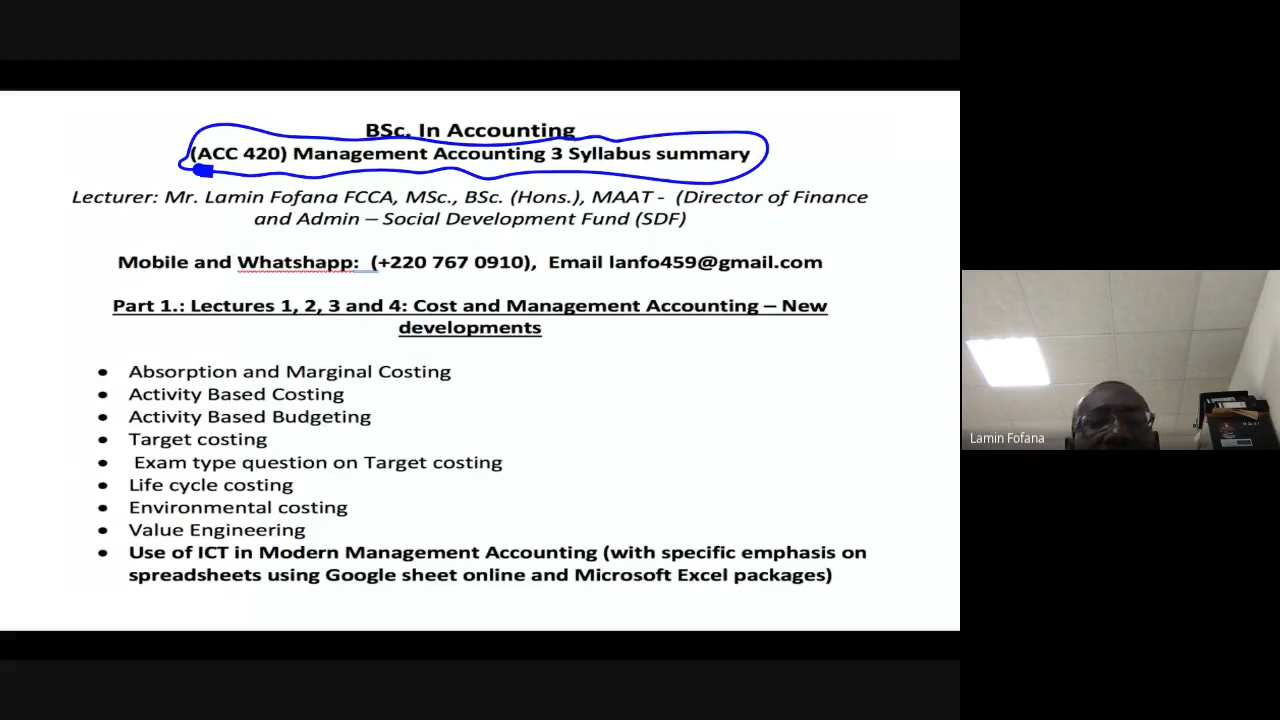 BSc. In Accounting
(ACC 420) Management Accounting 3 Syllabus summary
Lecturer: Mr. Lamin Fofana FCCA, MSc., BSc. (Hons.), MAAT - (Director of Finance
and Admin – Social Development Fund (SDF)
Mobile and Whatshapp: (+220 767 0910), Email lanfo459@gmail.com
Part 1.: Lectures 1, 2, 3 and 4: Cost and Management Accounting – New
developments
• Absorption and Marginal Costing
• Activity Based Costing
• Activity Based Budgeting
• Target costing
• Exam type question on Target costing
• Life cycle costing
• Environmental costing
• Value Engineering
• Use of ICT in Modern Management Accounting (with specific emphasis on
spreadsheets using Google sheet online and Microsoft Excel packages)
Lamin Fofana